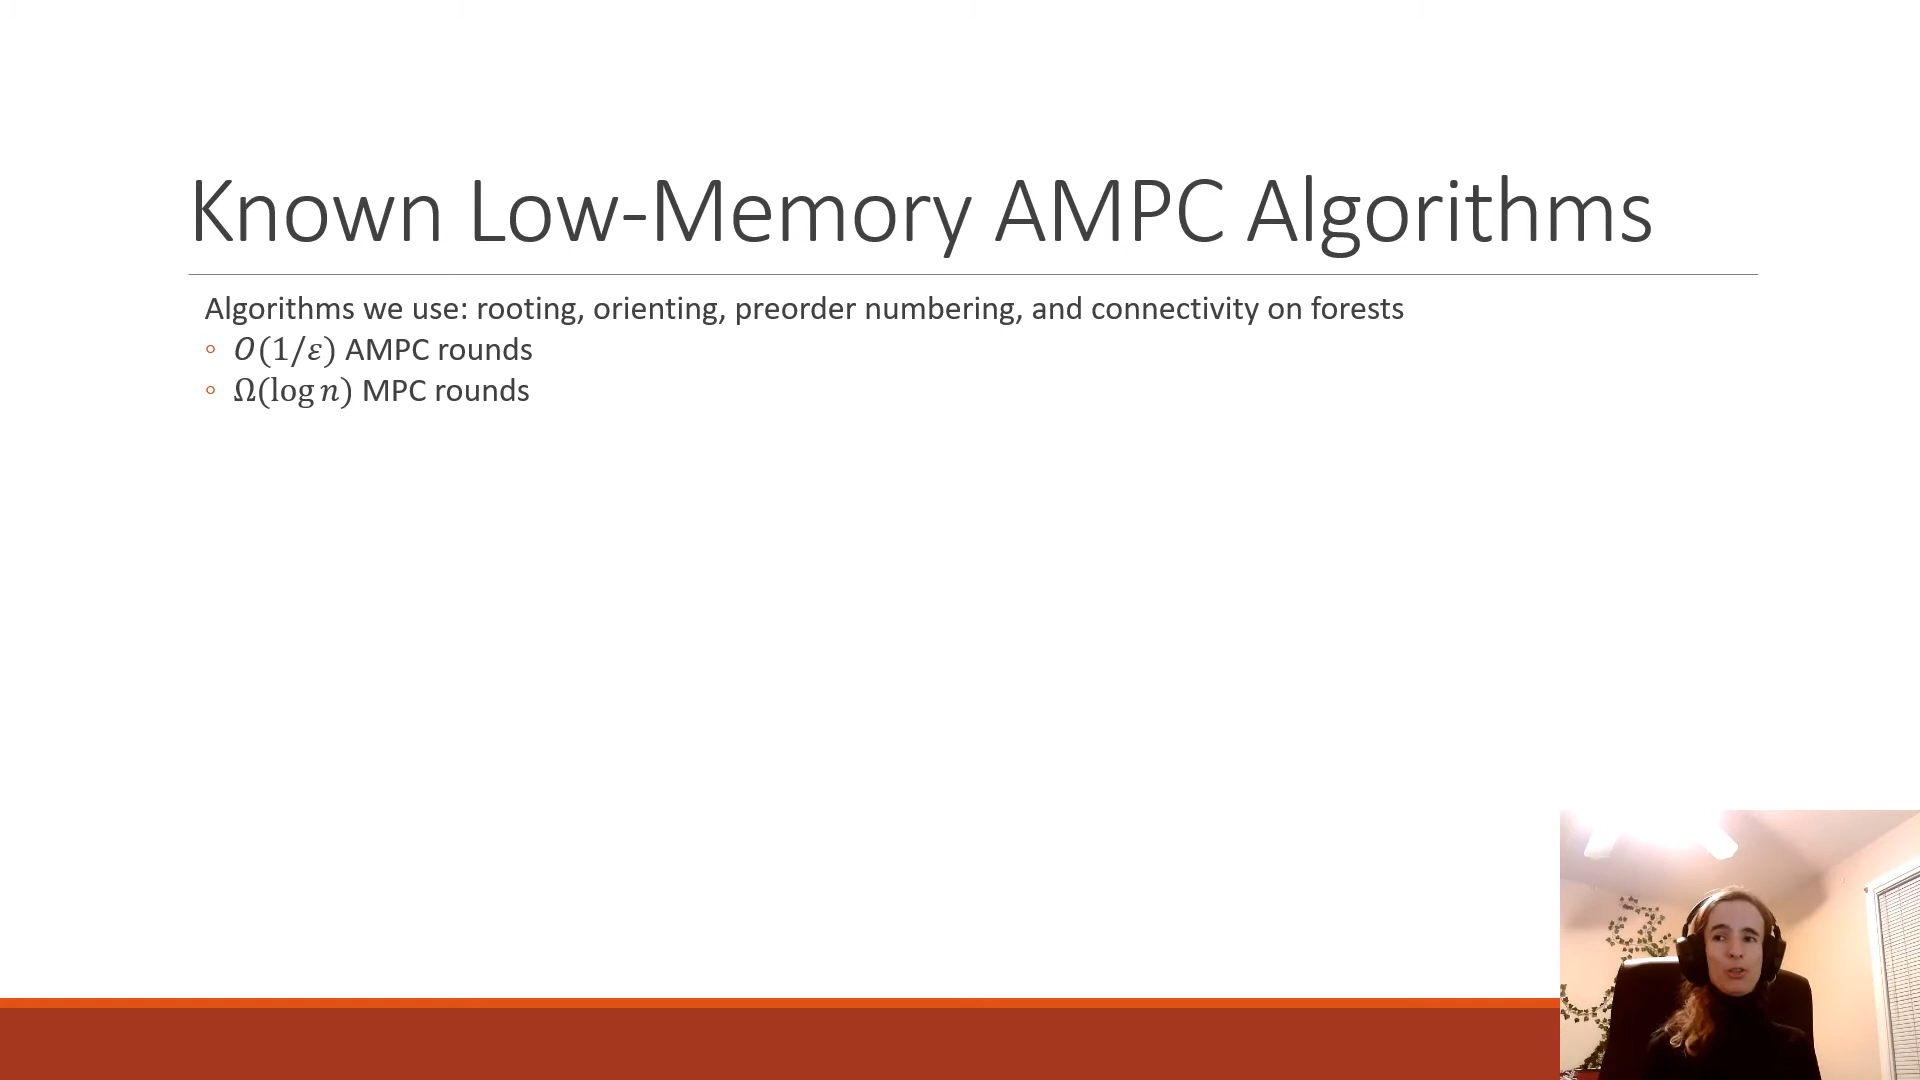 Known Low-Memory AMPC Algorithms
Algorithms we use: rooting, orienting, preorder numbering, and connectivity on forests
◦ O(1/ε) AMPC rounds
◦ Ω(log n) MPC rounds